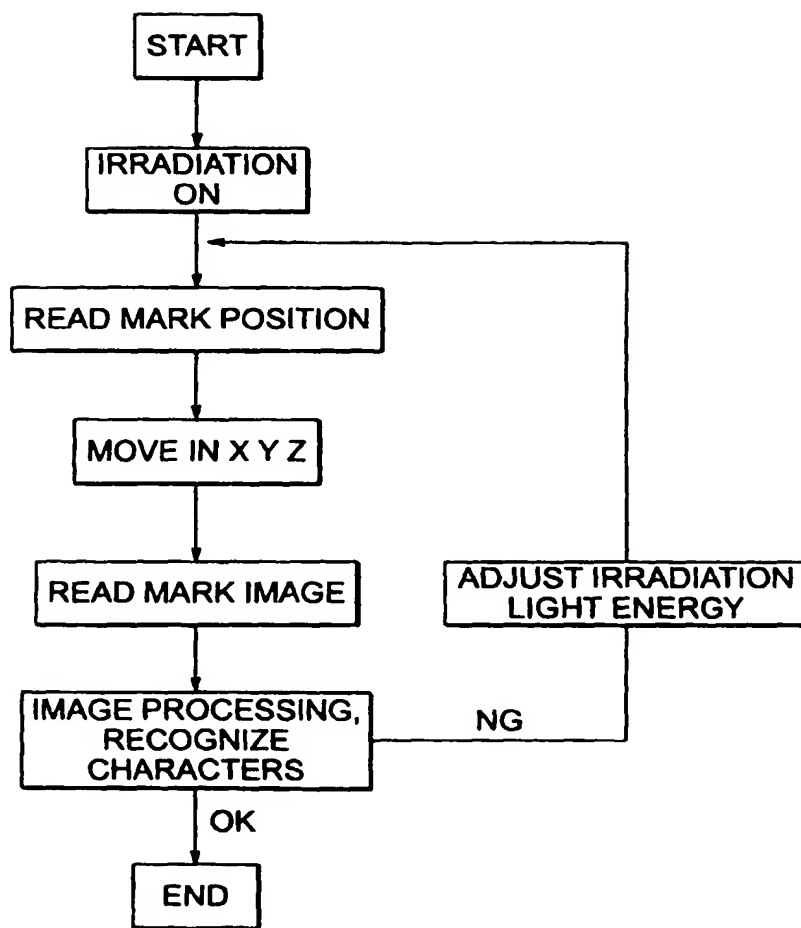 START
IRRADIATION
ON
READ MARK POSITION
MOVE IN X Y Z
READ MARK IMAGE
ADJUST IRRADIATION
LIGHT ENERGY
IMAGE PROCESSING,
RECOGNIZE
CHARACTERS
NG
OK
END